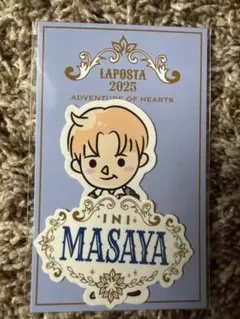 LAPOSTA
2025
ADVENTURE OF HEARTS
INI
MASAYA